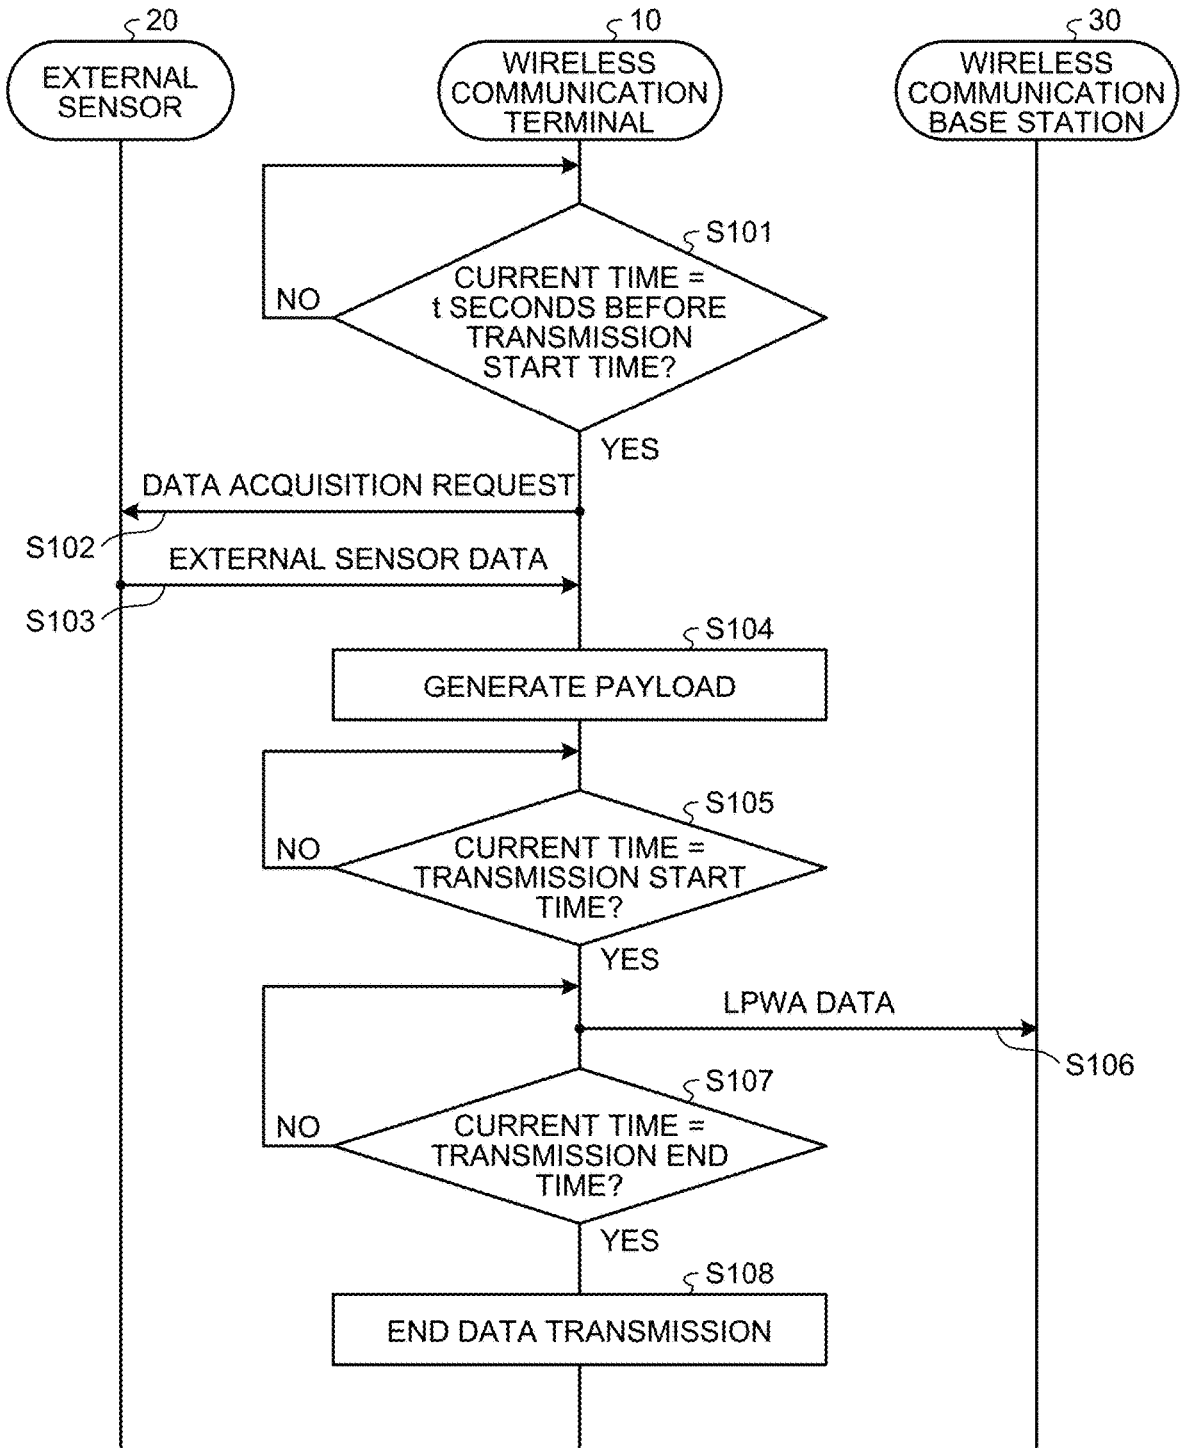 20
EXTERNAL
SENSOR
10
WIRELESS
COMMUNICATION
TERMINAL
30
WIRELESS
COMMUNICATION
BASE STATION
S101
CURRENT TIME =
t SECONDS BEFORE
TRANSMISSION
START TIME?
NO
YES
DATA ACQUISITION REQUEST
S102
EXTERNAL SENSOR DATA
S103
S104
GENERATE PAYLOAD
S105
CURRENT TIME =
TRANSMISSION START
TIME?
NO
YES
LPWA DATA
S106
S107
CURRENT TIME =
TRANSMISSION END
TIME?
NO
YES
S108
END DATA TRANSMISSION